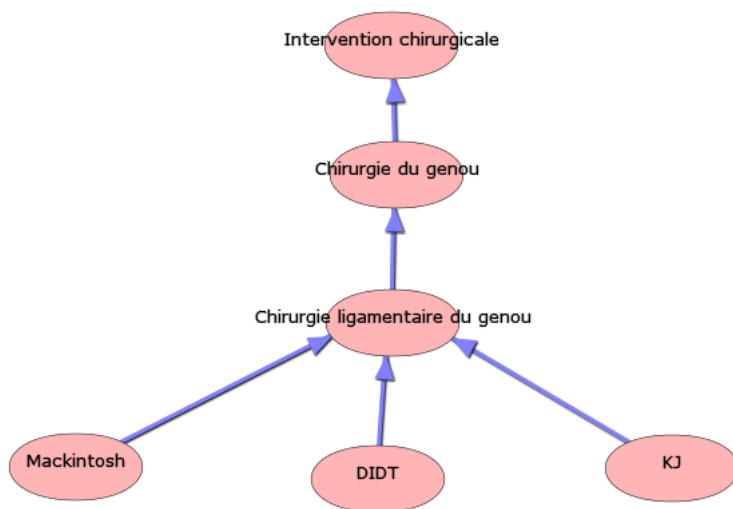 Intervention chirurgicale
Chirurgie du genou
Chirurgie ligamentaire du genou
Mackintosh
DIDT
KJ